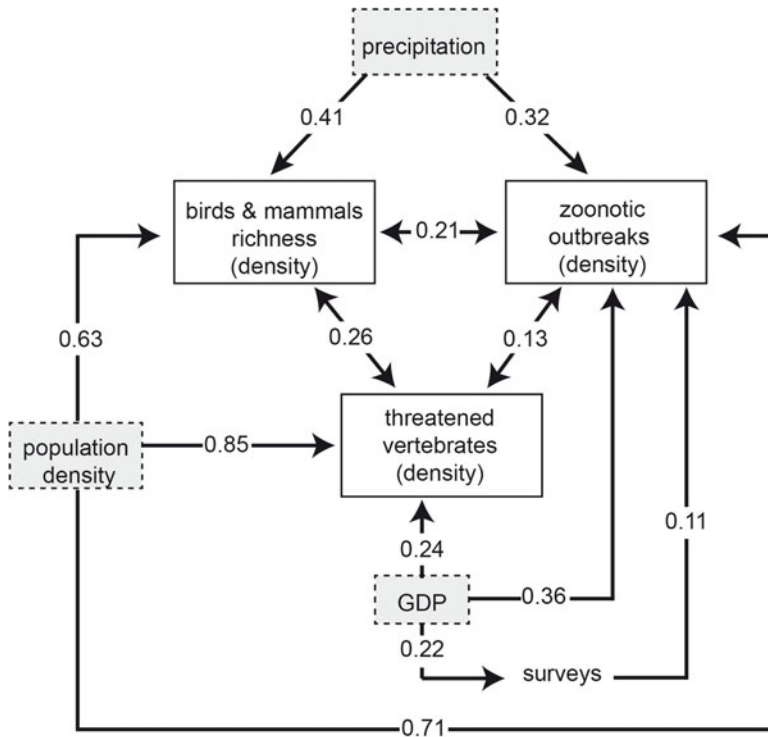 precipitation
0.41
0.32
birds & mammals
richness
(density)
0.21
zoonotic
outbreaks
(density)
0.63
0.26
0.13
threatened
vertebrates
(density)
population
density
0.85
0.11
0.24
GDP
0.36
0.22
surveys
0.71